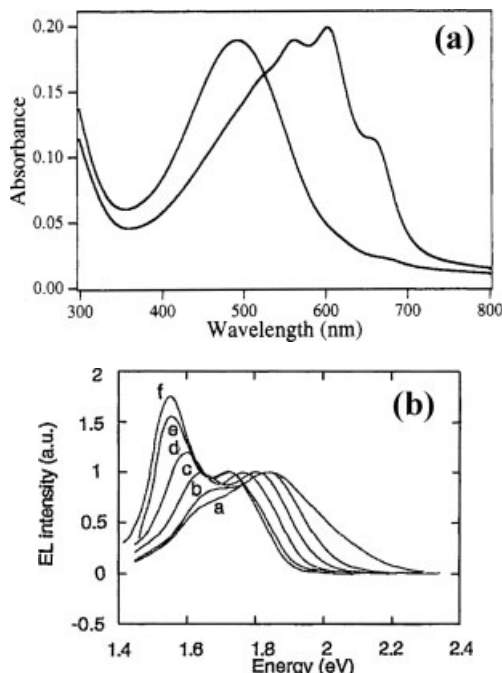 (a)
0.20
0.15
0.10
0.05
0.00
Absorbance
300 400 500 600 700 800
Wavelength (nm)
(b)
2
1.5
1
0.5
0
-0.5
EL intensity (a.u.)
f
e
d
c
b
a
1.4 1.6 1.8 2 2.2 2.4
Energy (eV)